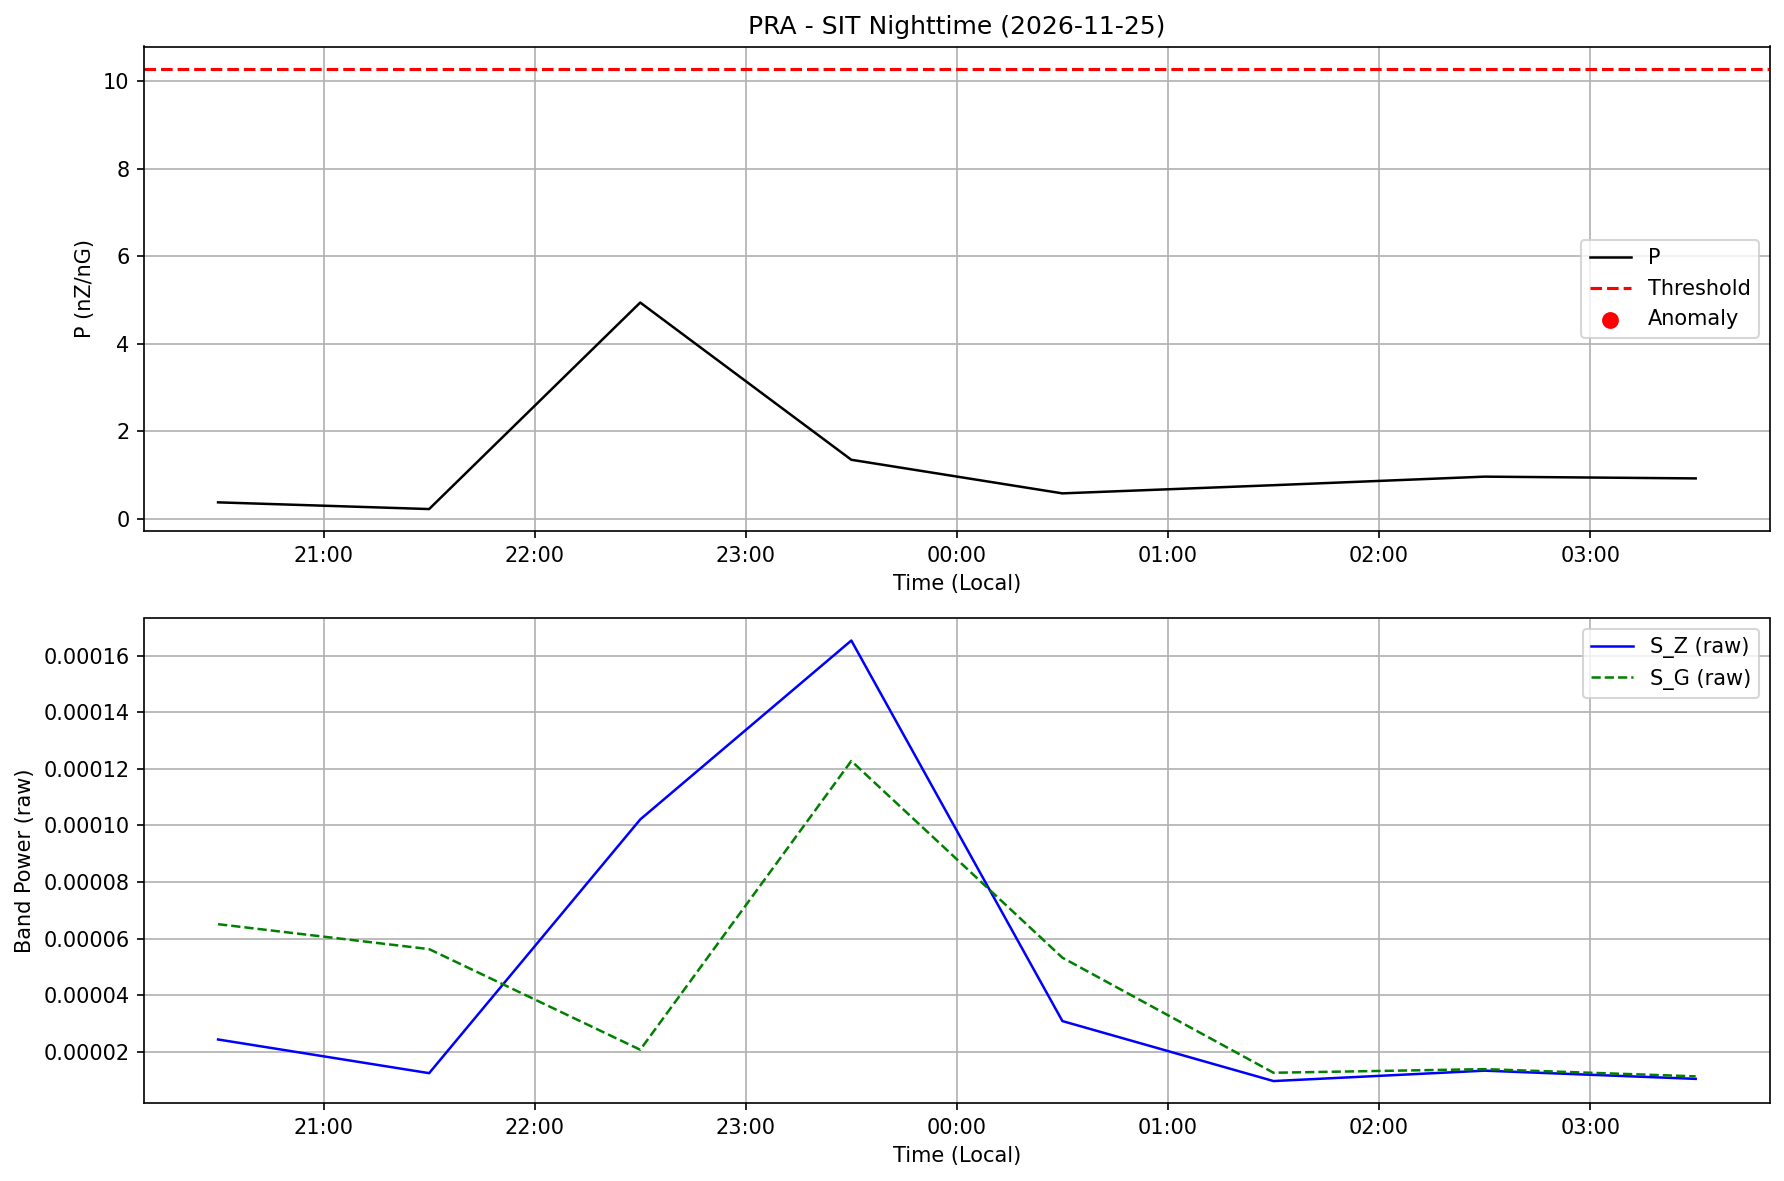 PRA - SIT Nighttime (2026-11-25)
10
8
6
4
2
0
P (nZ/nG)
P
Threshold
Anomaly
21:00 22:00 23:00 00:00 01:00 02:00 03:00
Time (Local)
0.00016
0.00014
0.00012
0.00010
0.00008
0.00006
0.00004
0.00002
Band Power (raw)
S_Z (raw)
S_G (raw)
21:00 22:00 23:00 00:00 01:00 02:00 03:00
Time (Local)